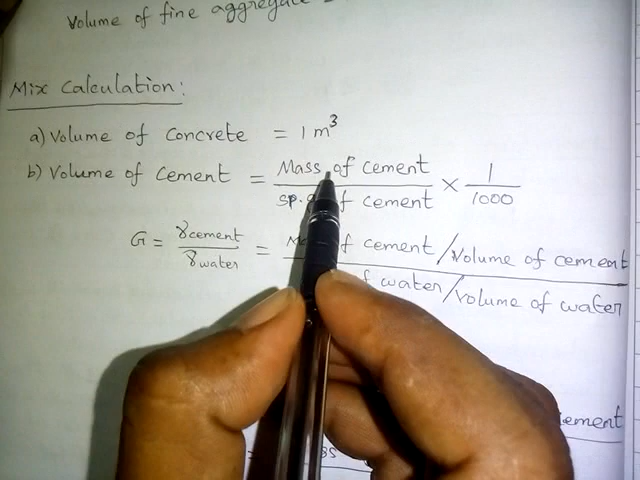 Volume of fine aggregate =
Mix Calculation:
a) Volume of Concrete = 1 m³
b) Volume of Cement = Mass of cement / sp. of cement × 1/1000
G = γcement / γwater = of cement / Volume of cement
of water / Volume of water
cement
=